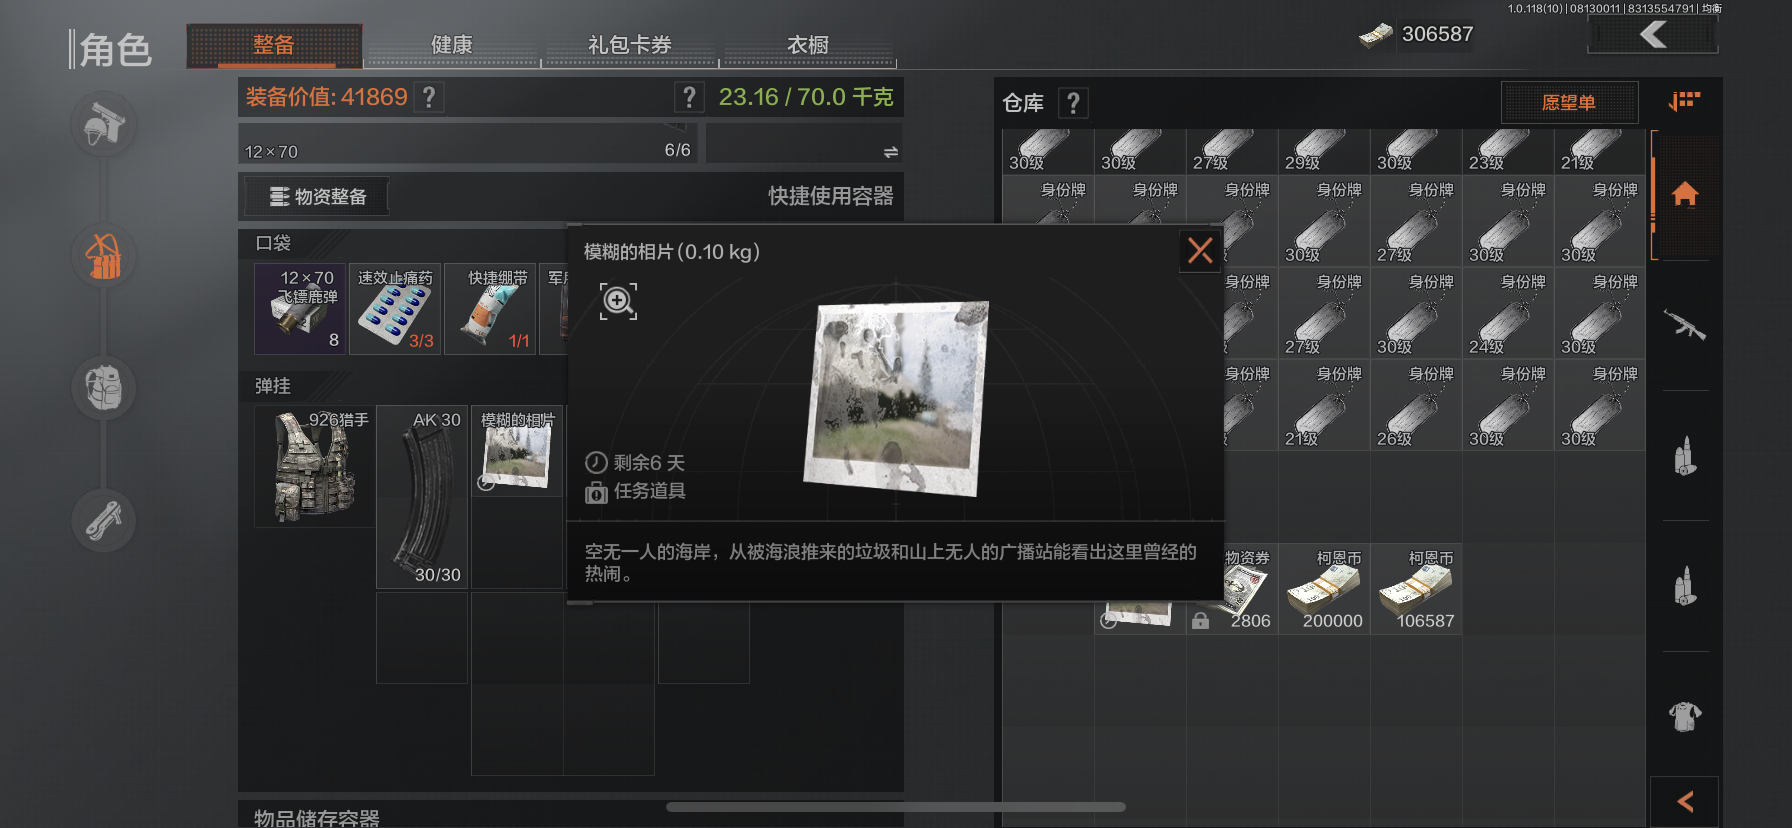 1.0.118(10) | 08130011 | 8313554791 | 均衡
角色
整备
健康
礼包卡券
衣橱
306587
装备价值: 41869 ?
? 23.16 / 70.0 千克
12×70
6/6
物资整备
快捷使用容器
口袋
12×70
飞镖鹿弹
8
速效止痛药
3/3
快捷绷带
1/1
弹挂
926猎手
AK 30
30/30
模糊的相片
物品储存容器
模糊的相片(0.10 kg)
剩余6 天
任务道具
空无一人的海岸，从被海浪推来的垃圾和山上无人的广播站能看出这里曾经的
热闹。
仓库 ?
愿望单
30级 30级 27级 29级 30级 23级 21级
身份牌 身份牌 身份牌 身份牌 身份牌 身份牌 身份牌
30级 27级 30级 30级
身份牌 身份牌 身份牌 身份牌 身份牌
27级 30级 24级 30级
身份牌 身份牌 身份牌 身份牌 身份牌
21级 26级 30级 30级
物资券 柯恩币 柯恩币
2806 200000 106587